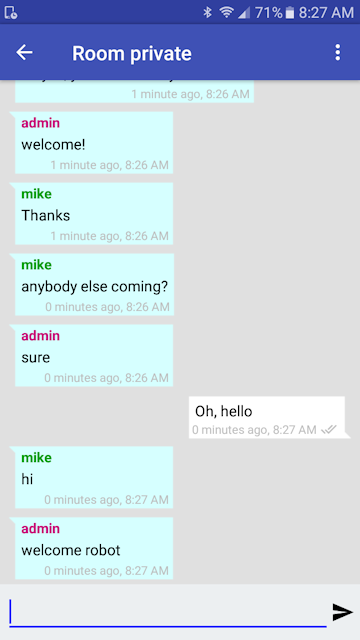 71% 8:27 AM
Room private
1 minute ago, 8:26 AM
admin
welcome!
1 minute ago, 8:26 AM
mike
Thanks
1 minute ago, 8:26 AM
mike
anybody else coming?
0 minutes ago, 8:26 AM
admin
sure
0 minutes ago, 8:26 AM
Oh, hello
0 minutes ago, 8:27 AM
mike
hi
0 minutes ago, 8:27 AM
admin
welcome robot
0 minutes ago, 8:27 AM